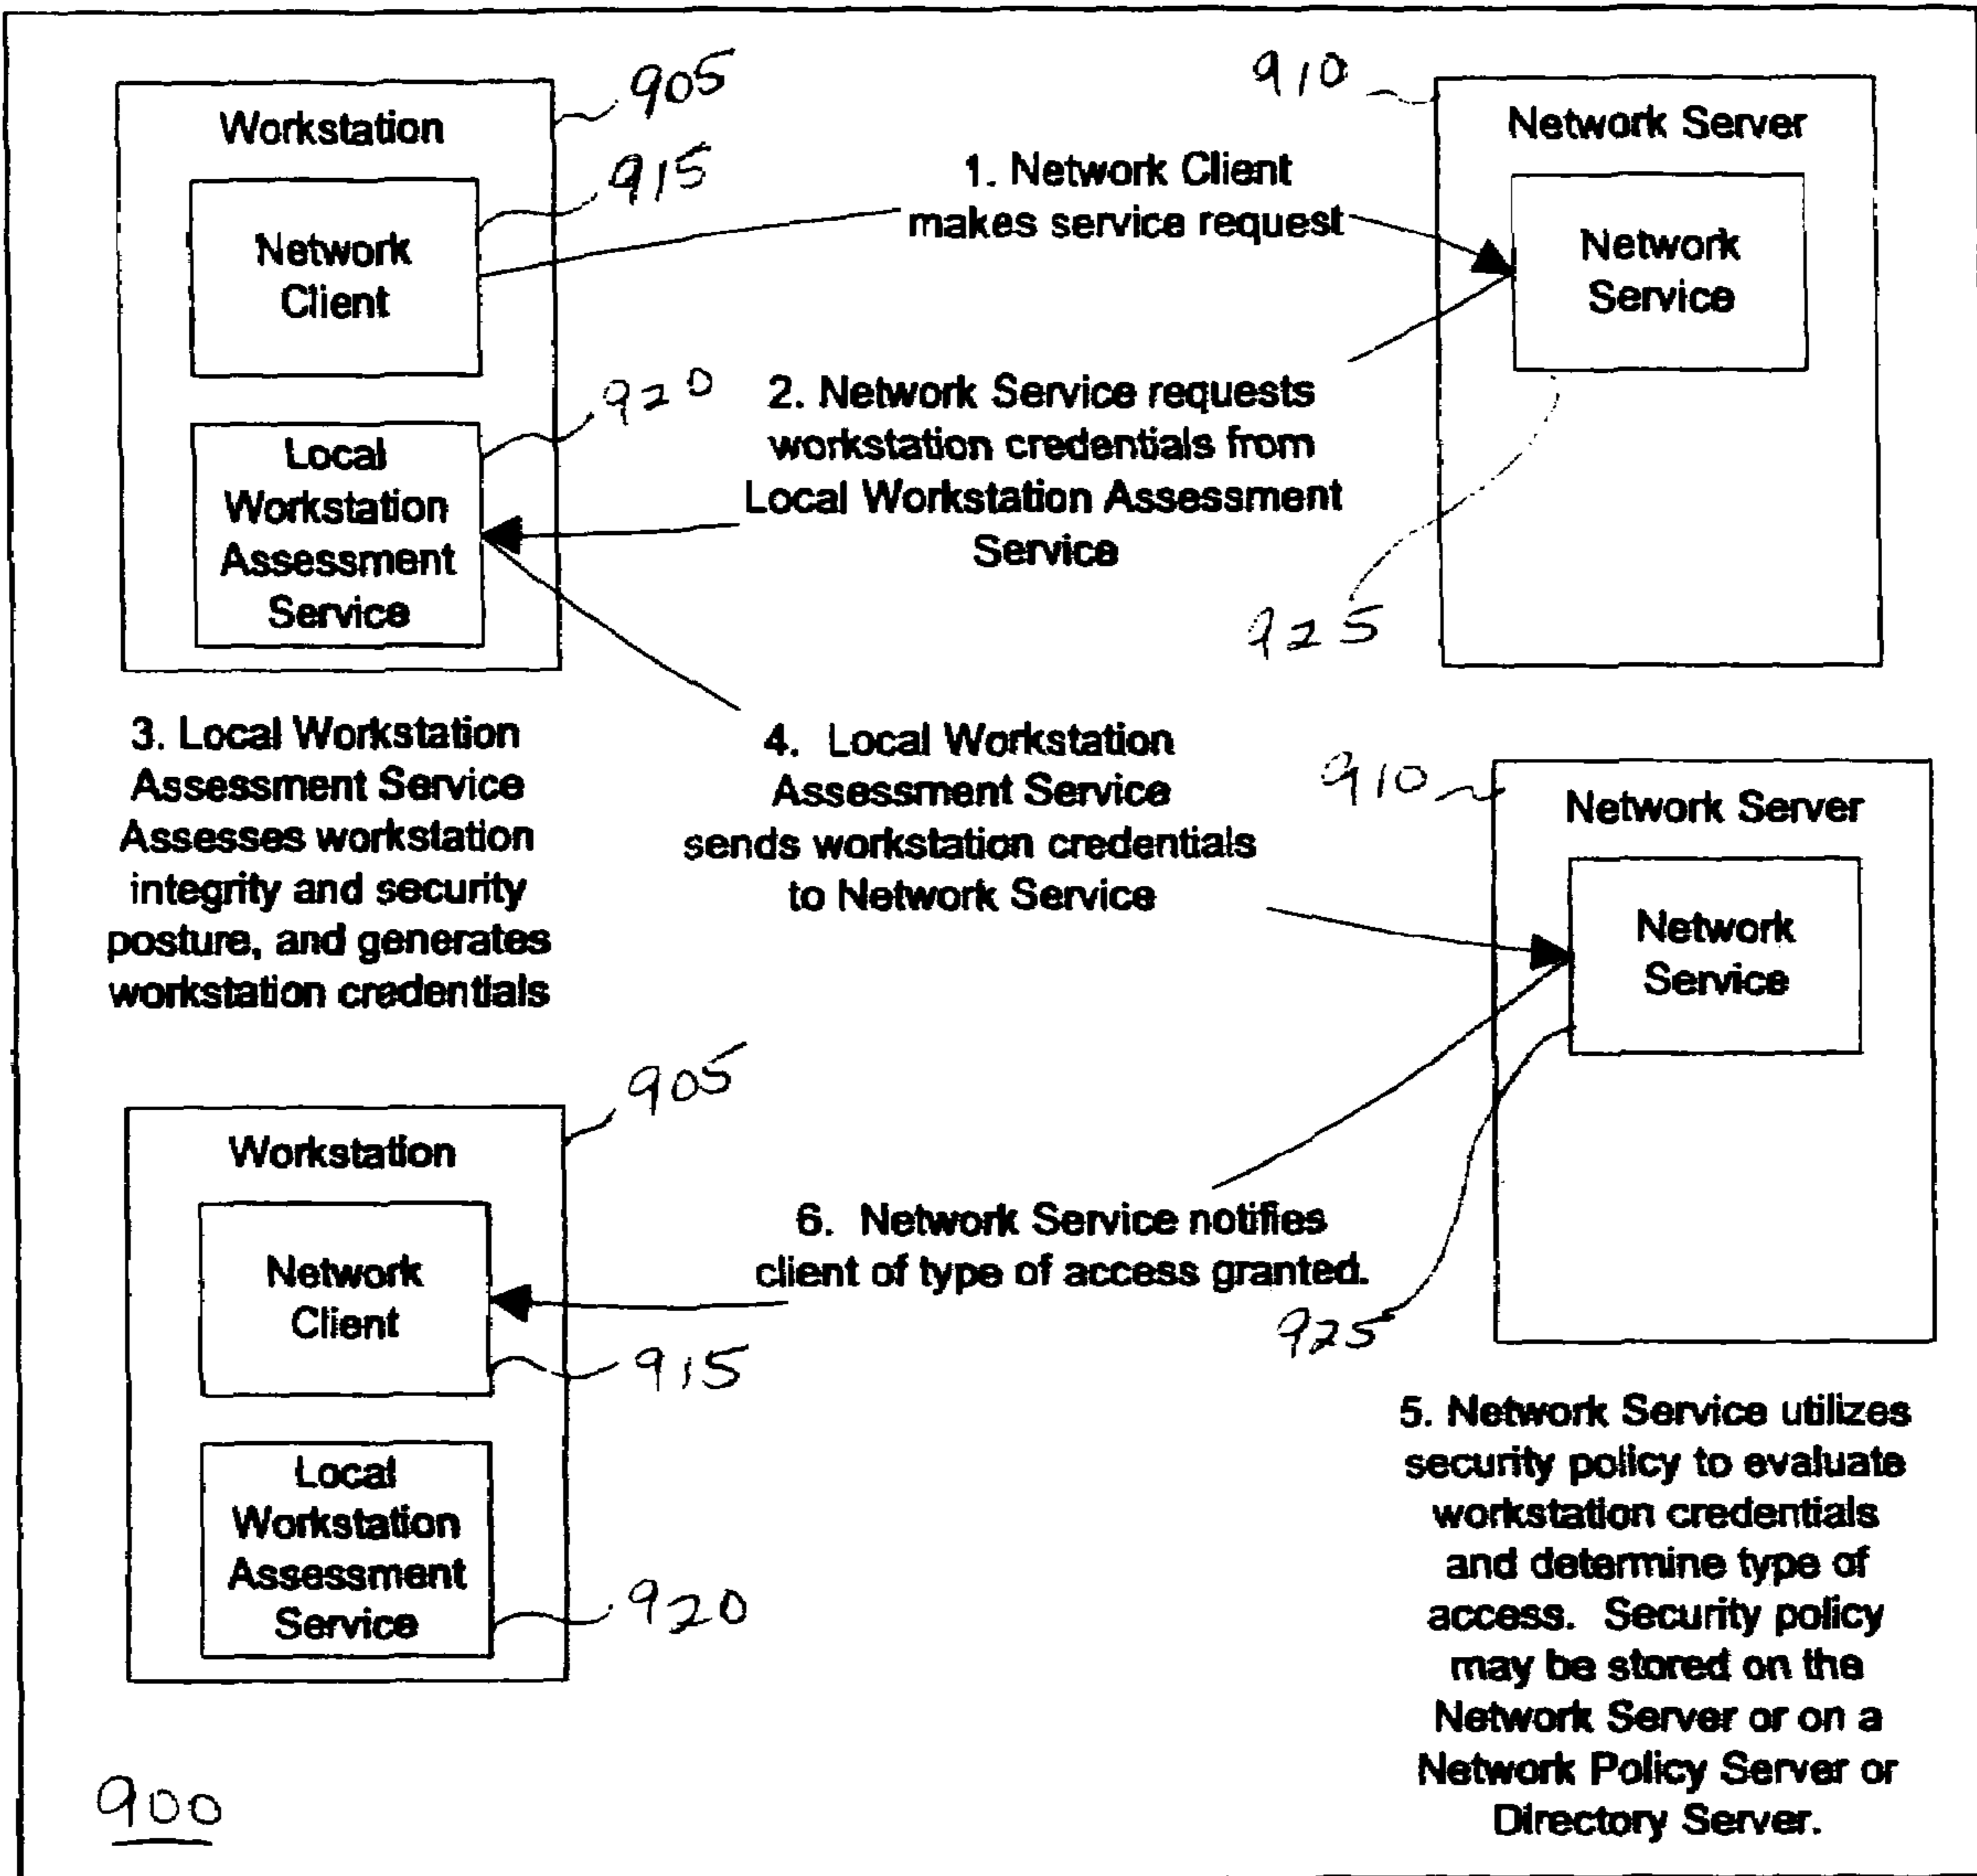 905
Workstation
915
Network
Client
920
Local
Workstation
Assessment
Service
1. Network Client
makes service request
910
Network Server
Network
Service
925
2. Network Service requests
workstation credentials from
Local Workstation Assessment
Service
3. Local Workstation
Assessment Service
Assesses workstation
integrity and security
posture, and generates
workstation credentials
4. Local Workstation
Assessment Service
sends workstation credentials
to Network Service
910
Network Server
Network
Service
925
905
Workstation
Network
Client
915
Local
Workstation
Assessment
Service
920
6. Network Service notifies
client of type of access granted.
5. Network Service utilizes
security policy to evaluate
workstation credentials
and determine type of
access. Security policy
may be stored on the
Network Server or on a
Network Policy Server or
Directory Server.
900